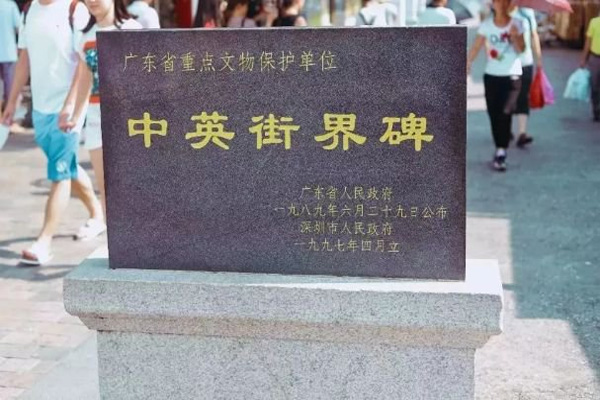 广东省重点文物保护单位
中英街界碑
广东省人民政府
一九八九年六月二十九日公布
深圳市人民政府
一九九七年四月立